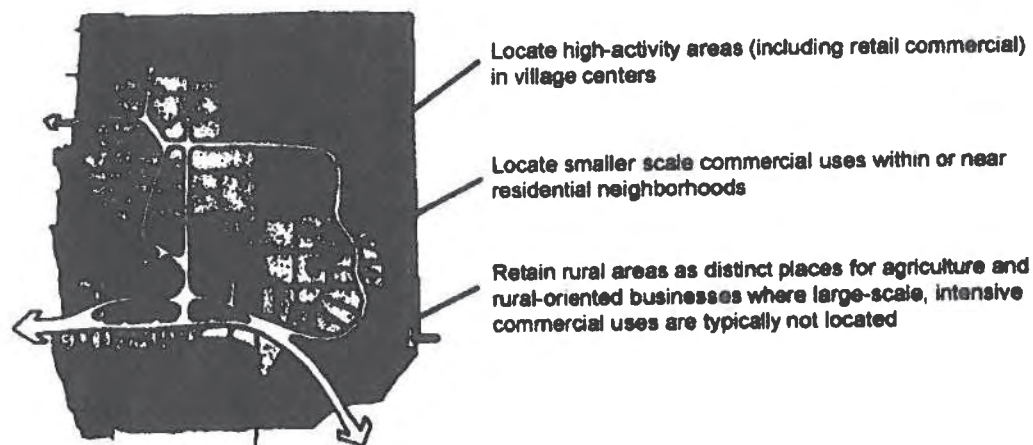 Locate high-activity areas (including retail commercial)
in village centers
Locate smaller scale commercial uses within or near
residential neighborhoods
Retain rural areas as distinct places for agriculture and
rural-oriented businesses where large-scale, intensive
commercial uses are typically not located